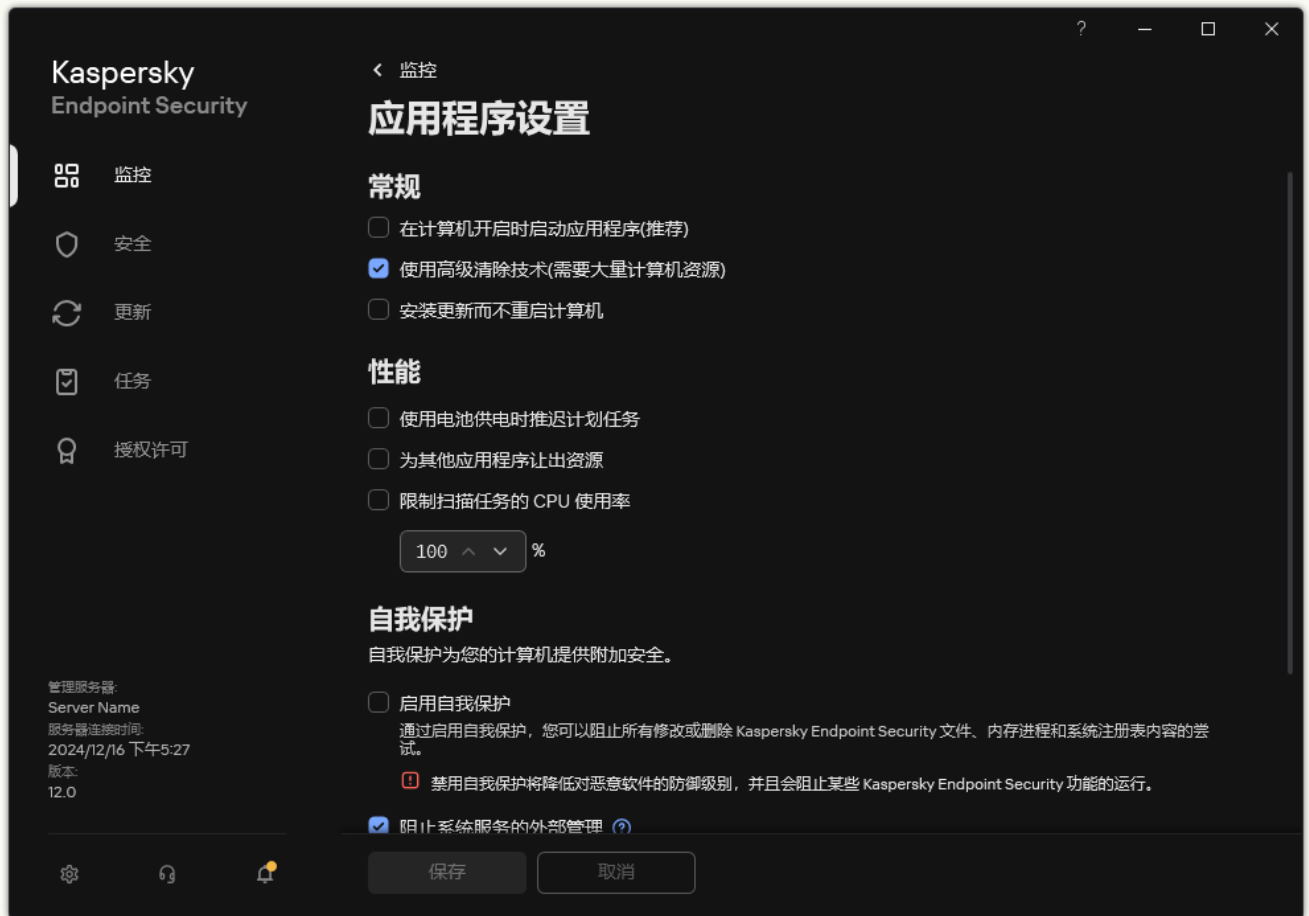 ?
Kaspersky
Endpoint Security
监控
安全
更新
任务
授权许可
管理服务器:
Server Name
服务器连接时间:
2024/12/16 下午5:27
版本:
12.0
监控
应用程序设置
常规
在计算机开启时启动应用程序(推荐)
使用高级清除技术(需要大量计算机资源)
安装更新而不重启计算机
性能
使用电池供电时推迟计划任务
为其他应用程序让出资源
限制扫描任务的 CPU 使用率
100 %
自我保护
自我保护为您的计算机提供附加安全。
启用自我保护
通过启用自我保护，您可以阻止所有修改或删除 Kaspersky Endpoint Security 文件、内存进程和系统注册表内容的尝
试。
禁用自我保护将降低对恶意软件的防御级别，并且会阻止某些 Kaspersky Endpoint Security 功能的运行。
阻止系统服务的外部管理 ?
保存
取消